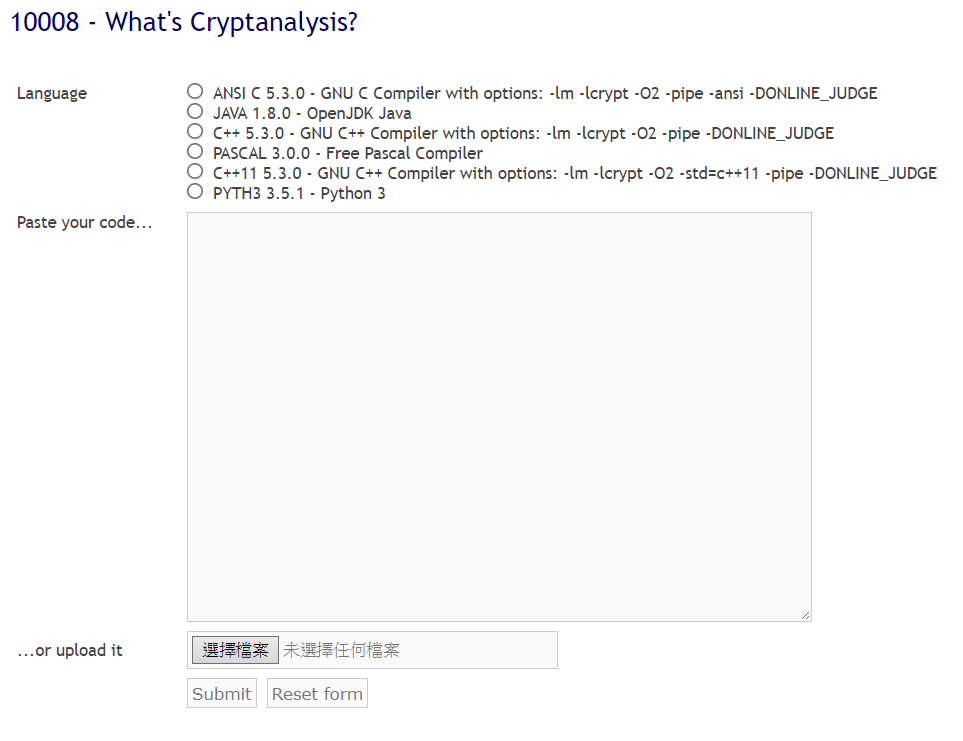 10008 - What's Cryptanalysis?
Language
ANSI C 5.3.0 - GNU C Compiler with options: -lm -lcrypt -O2 -pipe -ansi -DONLINE_JUDGE
JAVA 1.8.0 - OpenJDK Java
C++ 5.3.0 - GNU C++ Compiler with options: -lm -lcrypt -O2 -pipe -DONLINE_JUDGE
PASCAL 3.0.0 - Free Pascal Compiler
C++11 5.3.0 - GNU C++ Compiler with options: -lm -lcrypt -O2 -std=c++11 -pipe -DONLINE_JUDGE
PYTH3 3.5.1 - Python 3
Paste your code...
...or upload it
選擇檔案 未選擇任何檔案
Submit Reset form